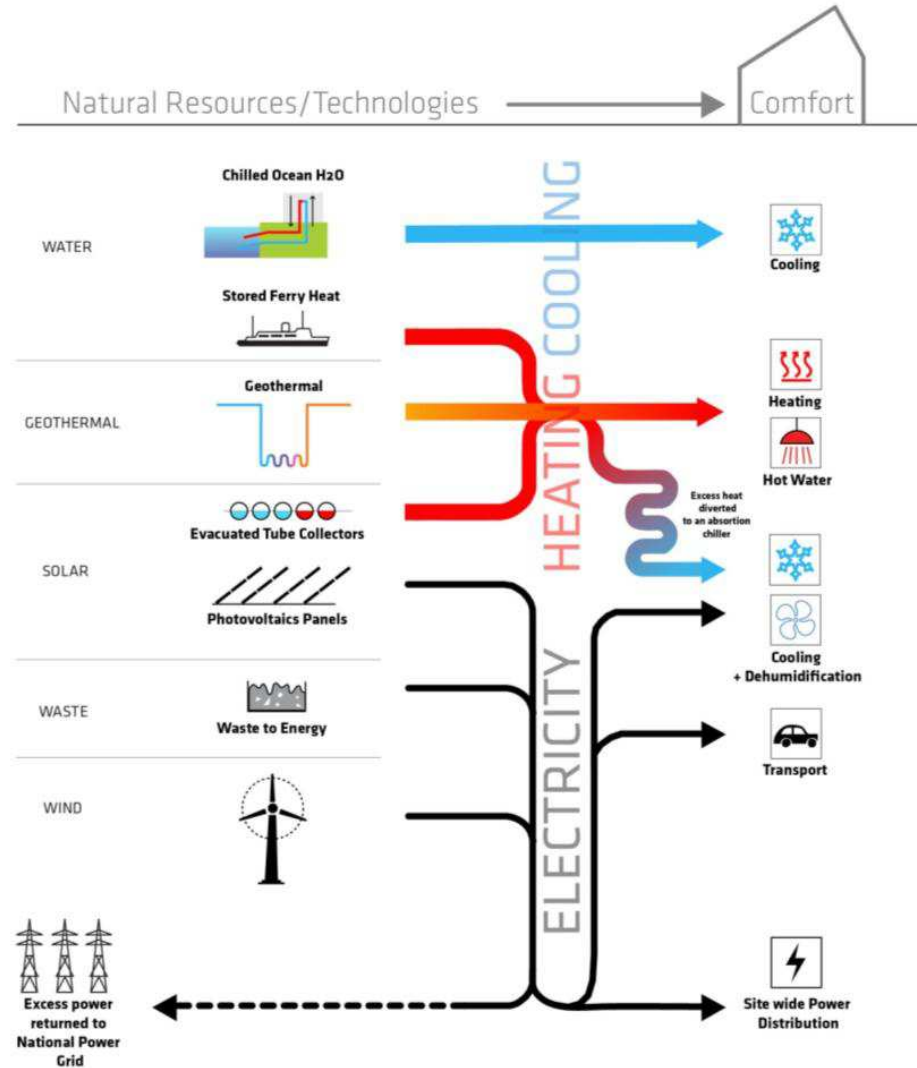 Natural Resources/Technologies
Comfort
Chilled Ocean H2O
WATER
Cooling
Stored Ferry Heat
HEATING COOLING
Geothermal
GEOTHERMAL
Heating
Hot Water
Excess heat
diverted
to an absortion
chiller
Evacuated Tube Collectors
SOLAR
Photovoltaics Panels
Cooling
+ Dehumidification
ELECTRICITY
WASTE
Waste to Energy
Transport
WIND
Excess power
returned to
National Power
Grid
Site wide Power
Distribution